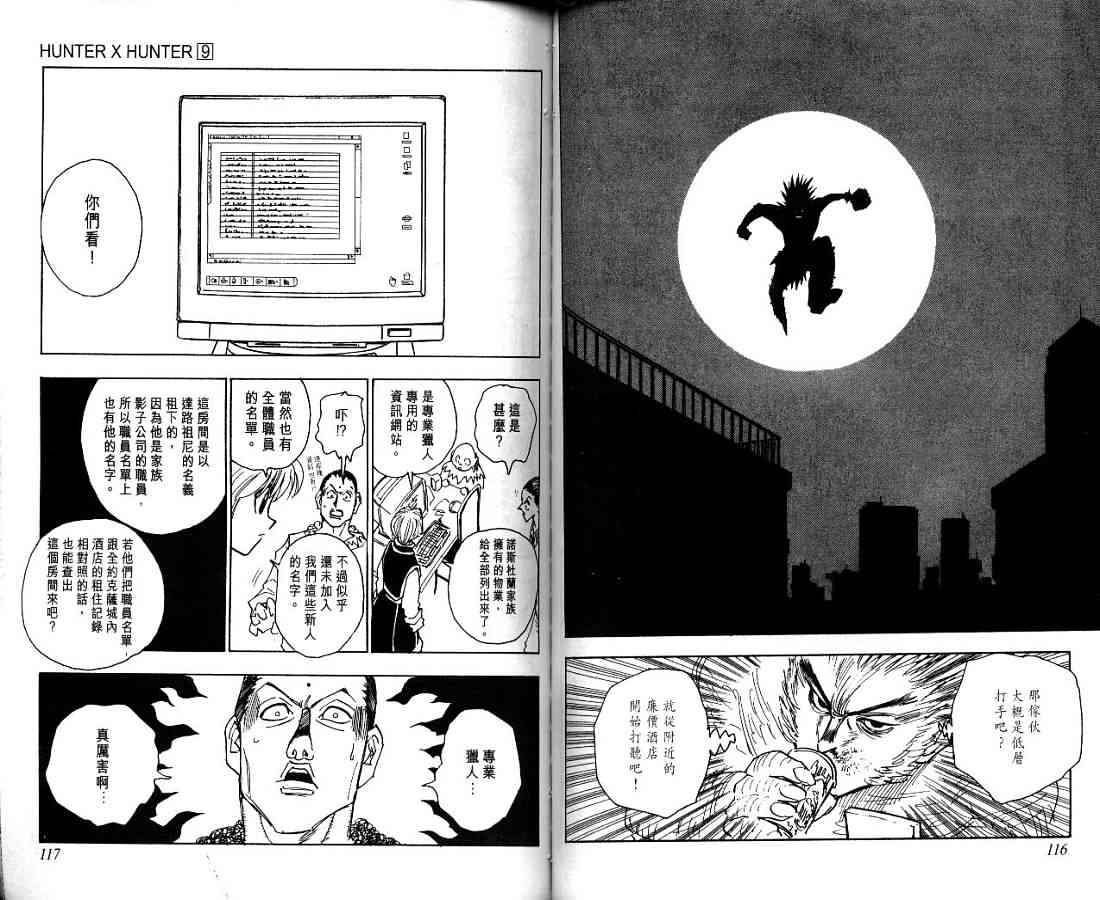 那傢伙
大概是低層
打手吧?
就從附近的
廉價酒店
開始打聽吧!
116
HUNTER X HUNTER 9
你們看!
這是
甚麼?
是專業獵人
專用的
資訊網站。
諾斯杜蘭家族
擁有的物業,
給全部列出來了。
吓!?
當然也有
全體職員
的名單。
不過似乎
還未加入
我們這些新人
的名字。
這房間是以
達路祖尼的名義
租下的,
因為他是家族
影子公司的職員,
所以職員名單上
也有他的名字。
若他們把職員名單
跟全約克薩城內
酒店的租住記錄
相對照的話,
也能查出
這個房間來吧?
專業
獵人…
真厲害啊…
117